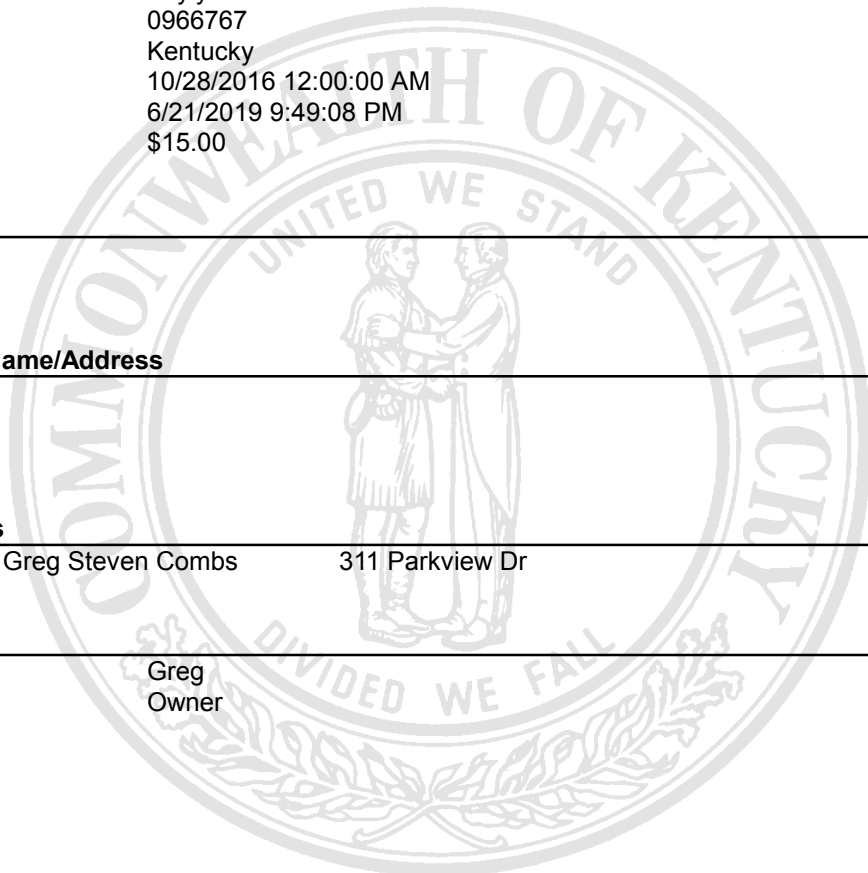 0966767
Kentucky
10/28/2016 12:00:00 AM
6/21/2019 9:49:08 PM
$15.00
COMMONWEALTH OF KENTUCKY
UNITED WE STAND
ame/Address
s
Greg Steven Combs 311 Parkview Dr
DIVIDED WE FALL
Greg
Owner